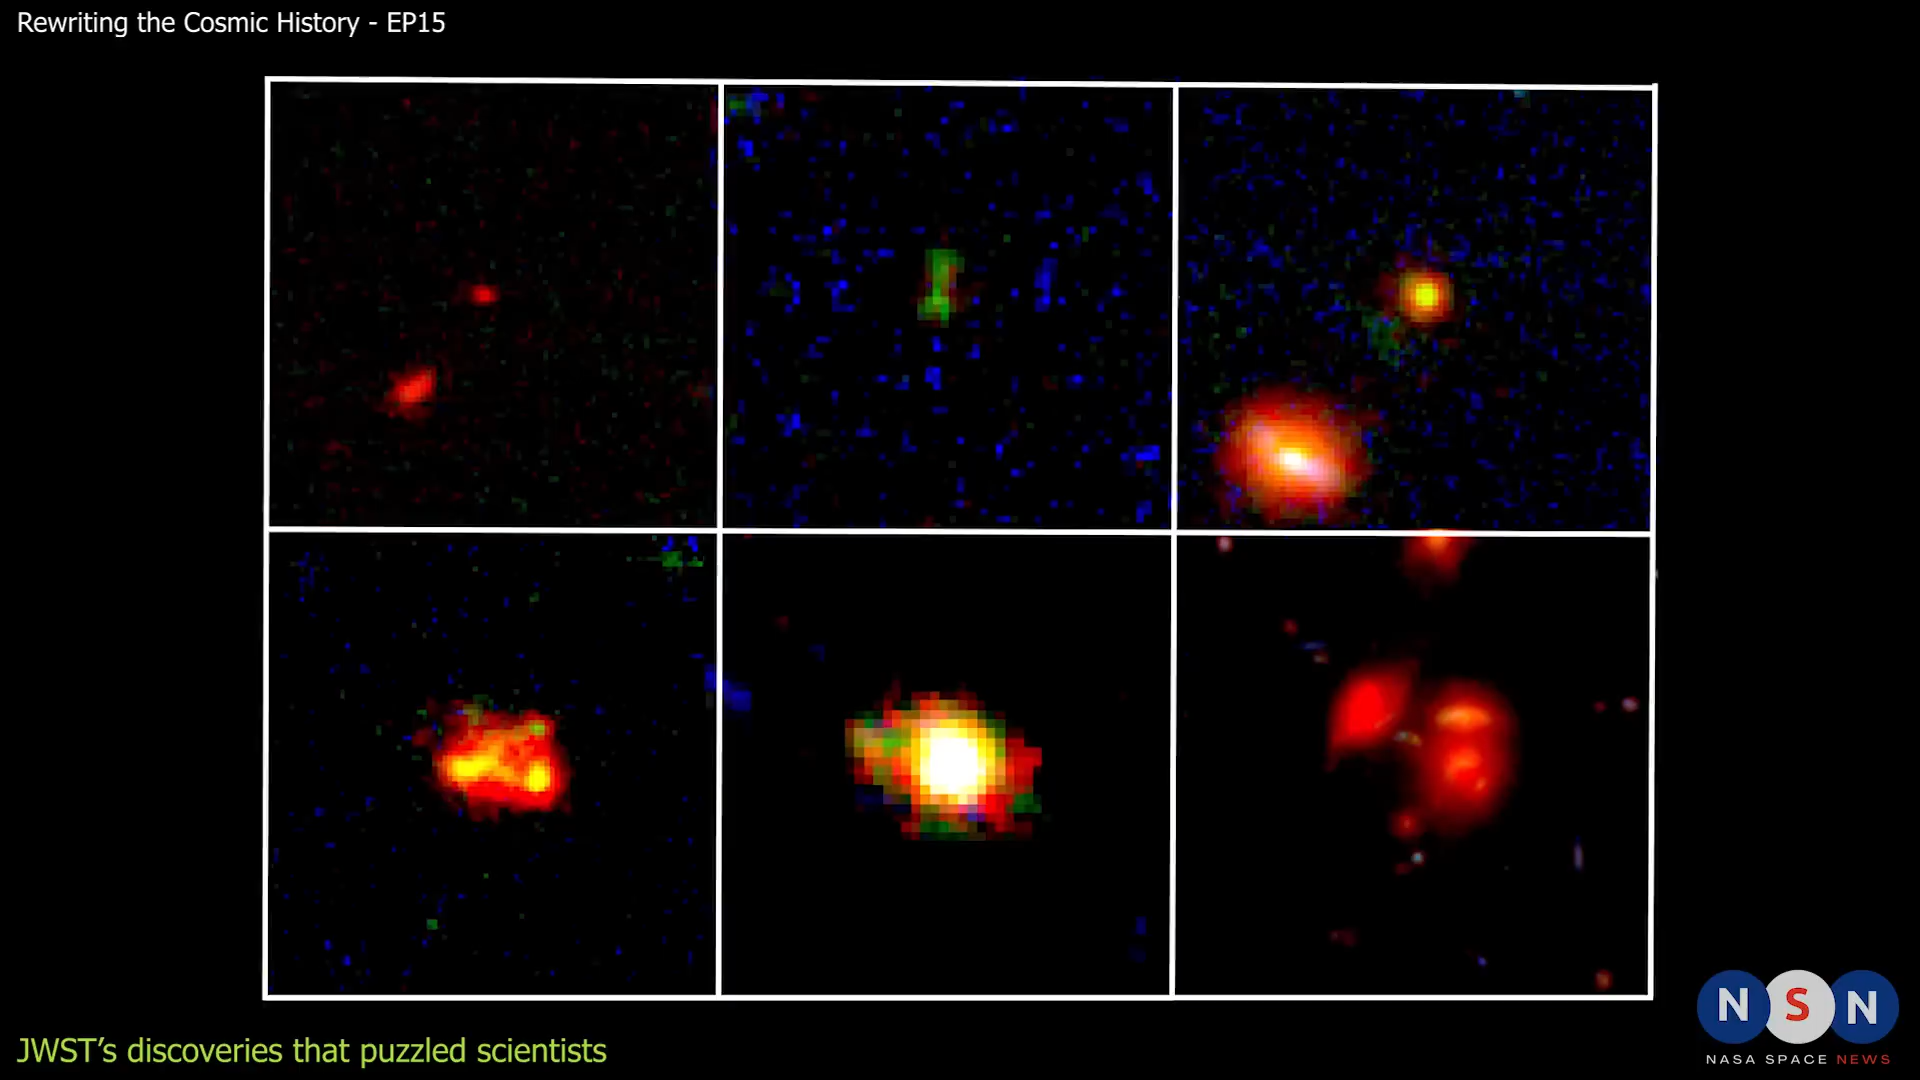 Rewriting the Cosmic History - EP15
JWST’s discoveries that puzzled scientists
NSN
NASA SPACE NEWS